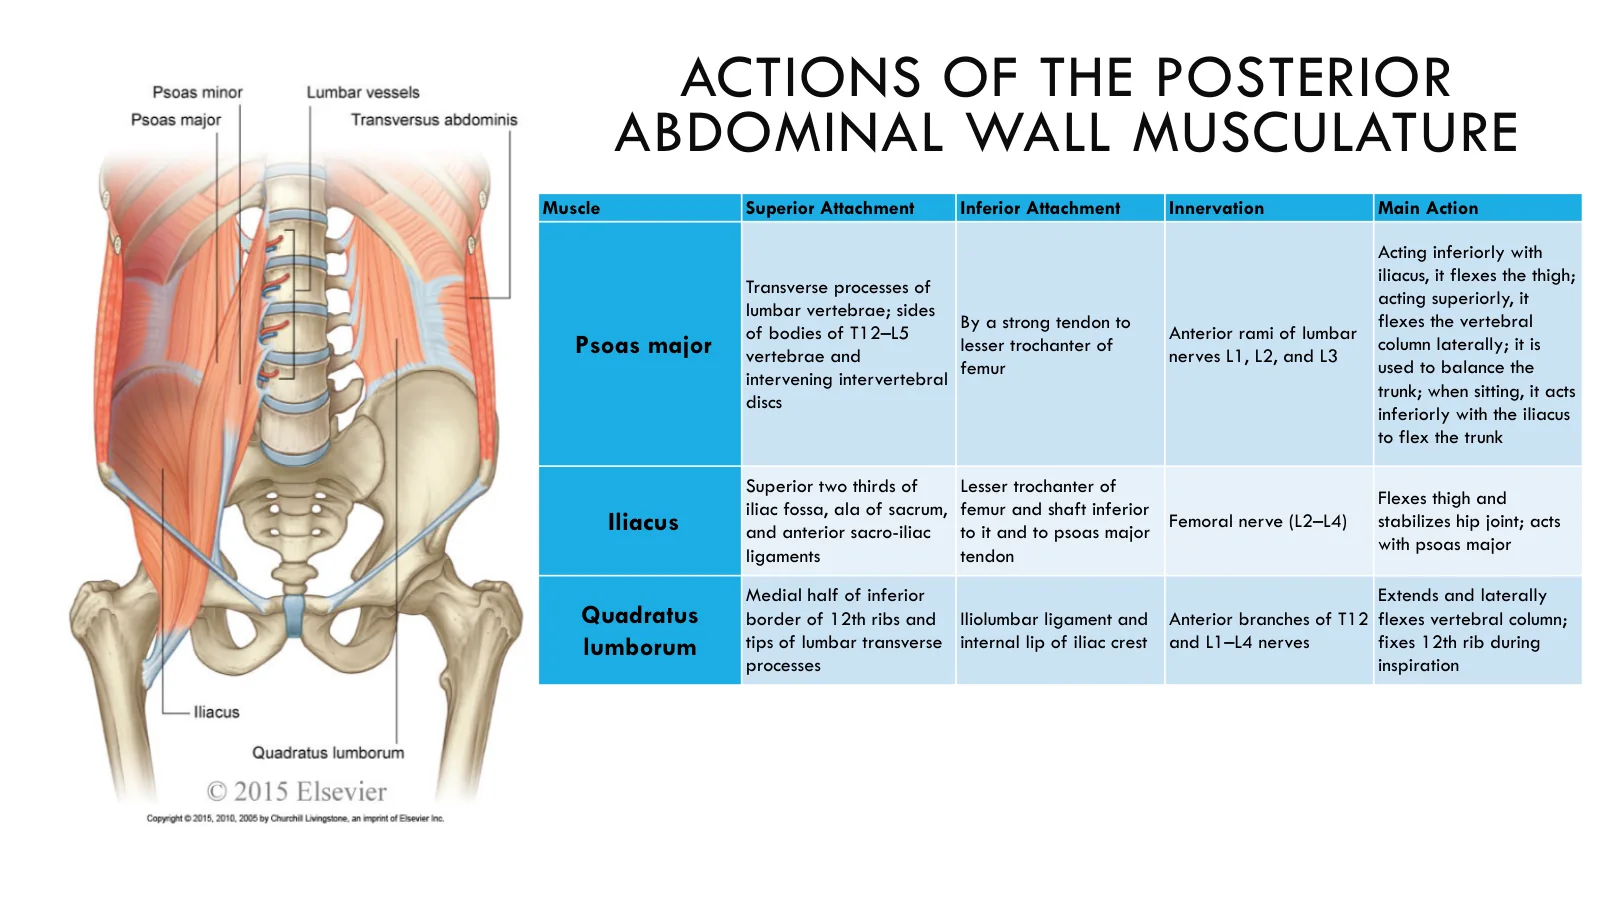 ACTIONS OF THE POSTERIOR
ABDOMINAL WALL MUSCULATURE
Psoas minor
Lumbar vessels
Psoas major
Transversus abdominis
Iliacus
Quadratus lumborum
© 2015 Elsevier
Copyright © 2015, 2010, 2005 by Churchill Livingstone, an imprint of Elsevier Inc.
Muscle
Superior Attachment
Inferior Attachment
Innervation
Main Action
Psoas major
Transverse processes of
lumbar vertebrae; sides
of bodies of T12–L5
vertebrae and
intervening intervertebral
discs
By a strong tendon to
lesser trochanter of
femur
Anterior rami of lumbar
nerves L1, L2, and L3
Acting inferiorly with
iliacus, it flexes the thigh;
acting superiorly, it
flexes the vertebral
column laterally; it is
used to balance the
trunk; when sitting, it acts
inferiorly with the iliacus
to flex the trunk
Iliacus
Superior two thirds of
iliac fossa, ala of sacrum,
and anterior sacro-iliac
ligaments
Lesser trochanter of
femur and shaft inferior
to it and to psoas major
tendon
Femoral nerve (L2–L4)
Flexes thigh and
stabilizes hip joint; acts
with psoas major
Quadratus
lumborum
Medial half of inferior
border of 12th ribs and
tips of lumbar transverse
processes
Iliolumbar ligament and
internal lip of iliac crest
Anterior branches of T12
and L1–L4 nerves
Extends and laterally
flexes vertebral column;
fixes 12th rib during
inspiration